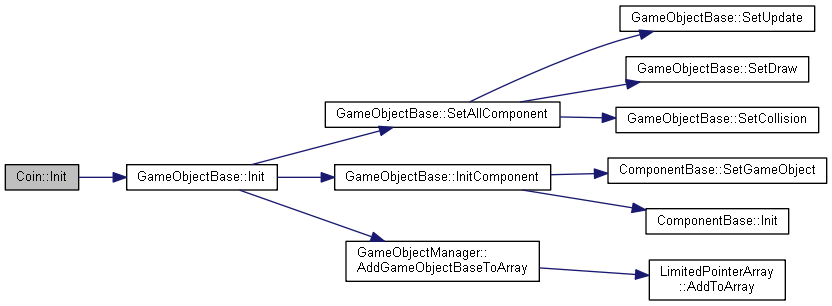 Coin::Init
GameObjectBase::Init
GameObjectBase::SetAllComponent
GameObjectBase::SetUpdate
GameObjectBase::SetDraw
GameObjectBase::SetCollision
GameObjectBase::InitComponent
ComponentBase::SetGameObject
ComponentBase::Init
GameObjectManager::
AddGameObjectBaseToArray
LimitedPointerArray
::AddToArray